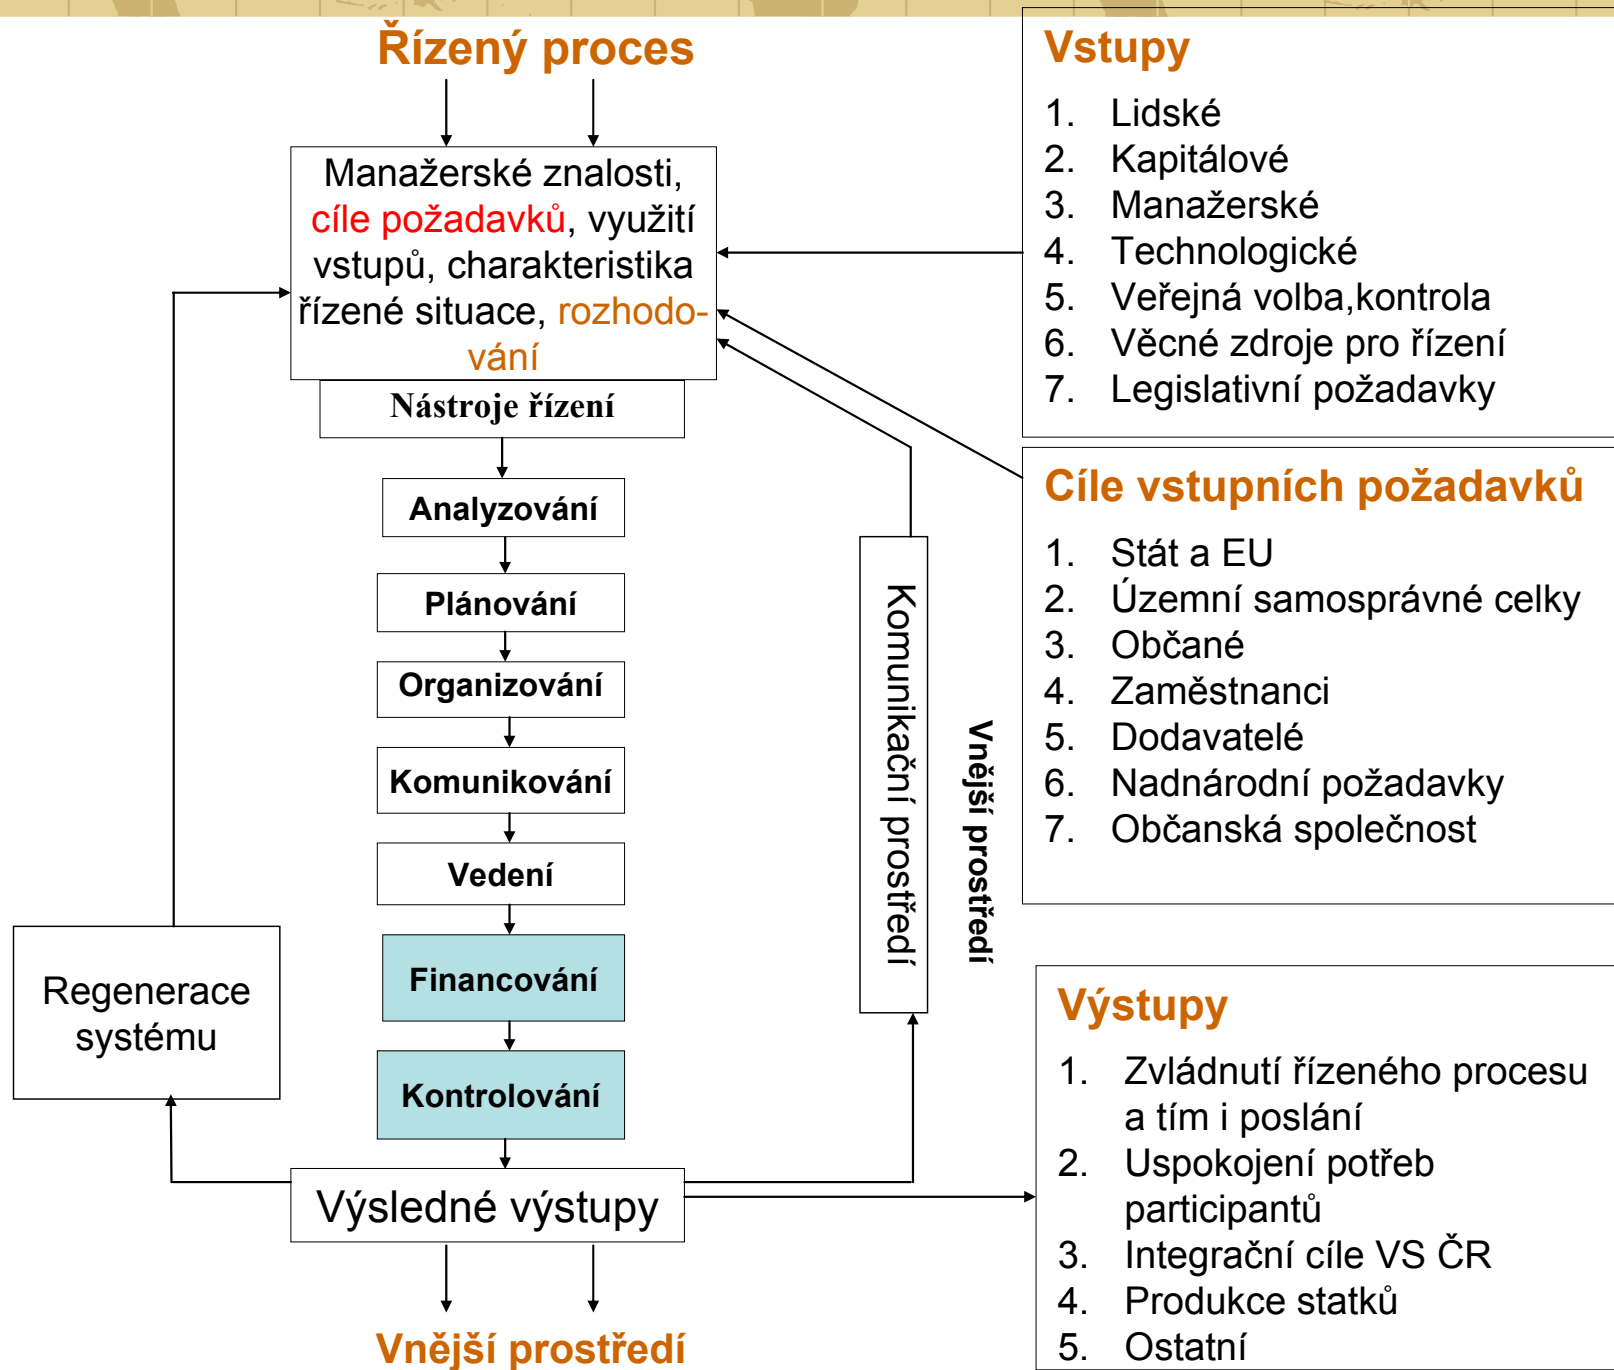 Řízený proces
Manažerské znalosti,
cíle požadavků, využití
vstupů, charakteristika
řízené situace, rozhodo-
vání
Nástroje řízení
Analyzování
Plánování
Organizování
Komunikování
Vedení
Financování
Kontrolování
Výsledné výstupy
Vnější prostředí
Regenerace
systému
Komunikační prostředí
Vnější prostředí
Vstupy
1. Lidské
2. Kapitálové
3. Manažerské
4. Technologické
5. Veřejná volba,kontrola
6. Věcné zdroje pro řízení
7. Legislativní požadavky
Cíle vstupních požadavků
1. Stát a EU
2. Územní samosprávné celky
3. Občané
4. Zaměstnanci
5. Dodavatelé
6. Nadnárodní požadavky
7. Občanská společnost
Výstupy
1. Zvládnutí řízeného procesu
a tím i poslání
2. Uspokojení potřeb
participantů
3. Integrační cíle VS ČR
4. Produkce statků
5. Ostatní